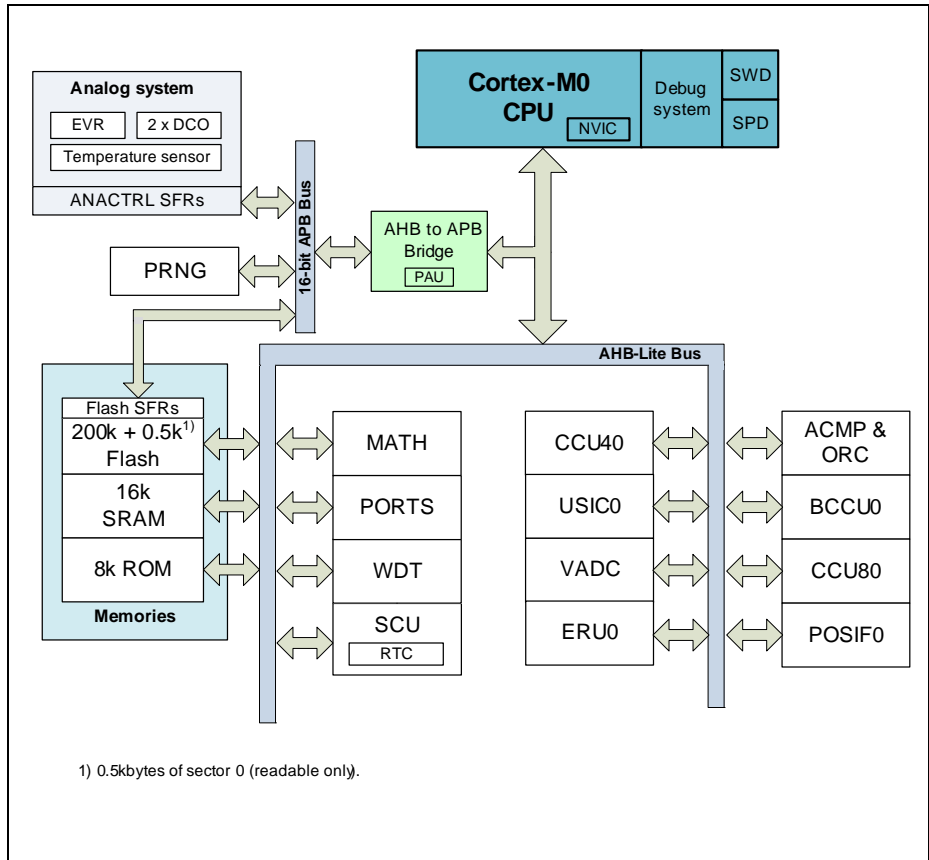 Analog system
EVR
2 x DCO
Temperature sensor
ANACTRL SFRs
Cortex-M0
CPU
NVIC
Debug
system
SWD
SPD
16-bit APB Bus
AHB to APB
Bridge
PAU
PRNG
AHB-Lite Bus
Flash SFRs
200k + 0.5k1)
Flash
16k
SRAM
8k ROM
Memories
MATH
PORTS
WDT
SCU
RTC
CCU40
USIC0
VADC
ERU0
ACMP &
ORC
BCCU0
CCU80
POSIF0
1) 0.5kbytes of sector 0 (readable only).